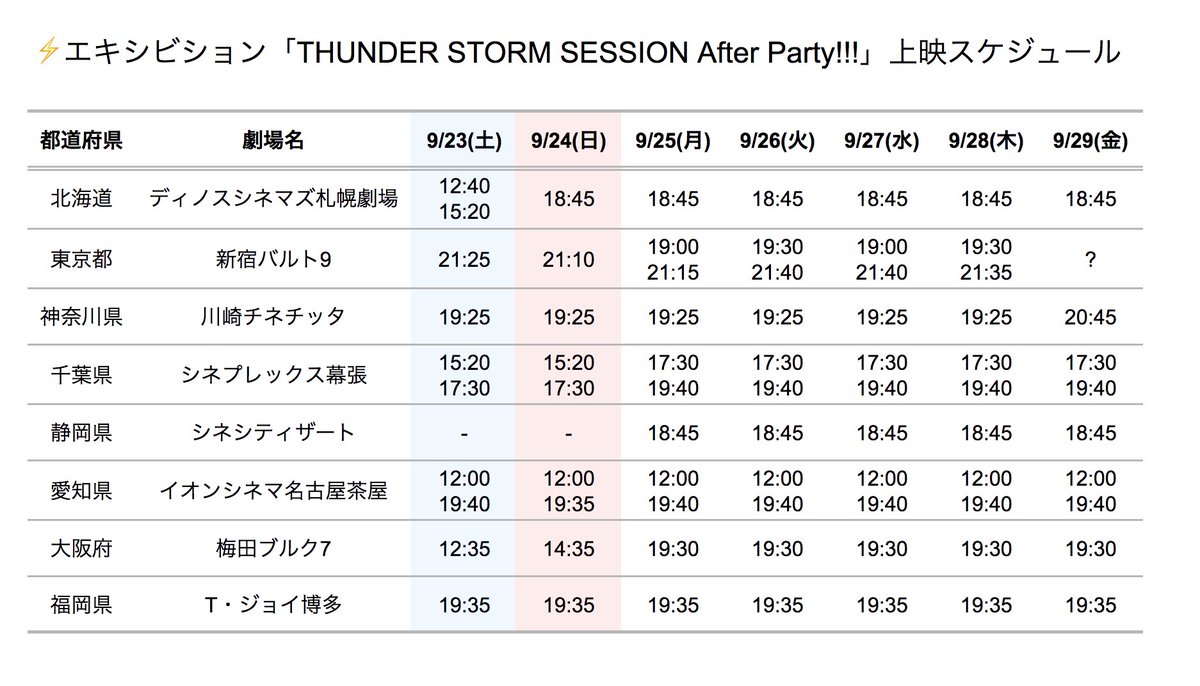 ⚡エキシビション「THUNDER STORM SESSION After Party!!!」上映スケジュール
都道府県 劇場名 9/23(土) 9/24(日) 9/25(月) 9/26(火) 9/27(水) 9/28(木) 9/29(金)
北海道 ディノスシネマズ札幌劇場 12:40 15:20 18:45 18:45 18:45 18:45 18:45 18:45
東京都 新宿バルト9 21:25 21:10 19:00 21:15 19:30 21:40 19:00 21:40 19:30 21:35 ?
神奈川県 川崎チネチッタ 19:25 19:25 19:25 19:25 19:25 19:25 20:45
千葉県 シネプレックス幕張 15:20 17:30 15:20 17:30 17:30 19:40 17:30 19:40 17:30 19:40 17:30 19:40 17:30 19:40
静岡県 シネシティザート - - 18:45 18:45 18:45 18:45 18:45
愛知県 イオンシネマ名古屋茶屋 12:00 19:40 12:00 19:35 12:00 19:40 12:00 19:40 12:00 19:40 12:00 19:40 12:00 19:40
大阪府 梅田ブルク7 12:35 14:35 19:30 19:30 19:30 19:30 19:30
福岡県 T・ジョイ博多 19:35 19:35 19:35 19:35 19:35 19:35 19:35